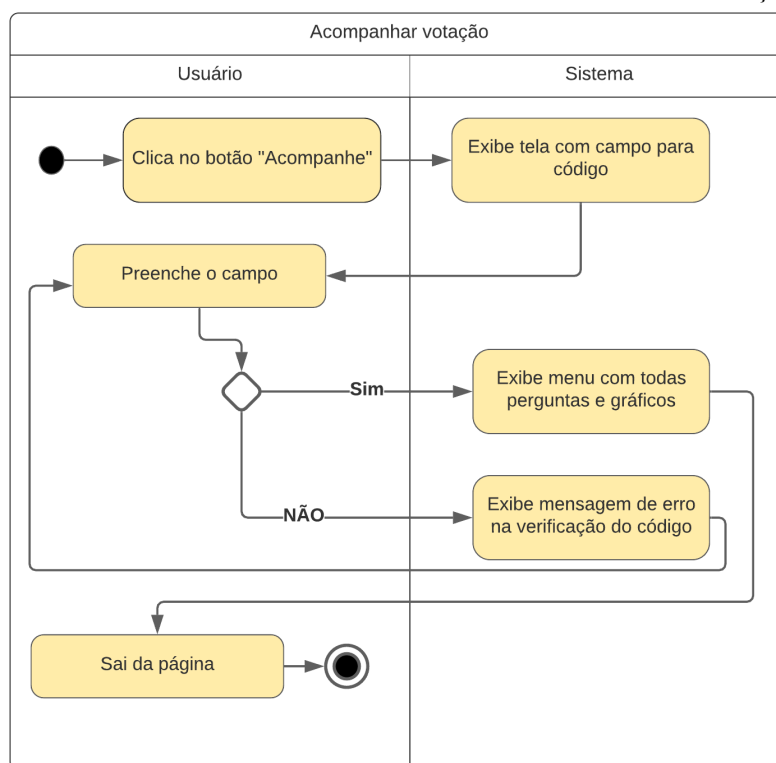 Acompanhar votação
Usuário
Sistema
Clica no botão "Acompanhe"
Exibe tela com campo para
código
Preenche o campo
Sim
Exibe menu com todas
perguntas e gráficos
NÃO
Exibe mensagem de erro
na verificação do código
Sai da página